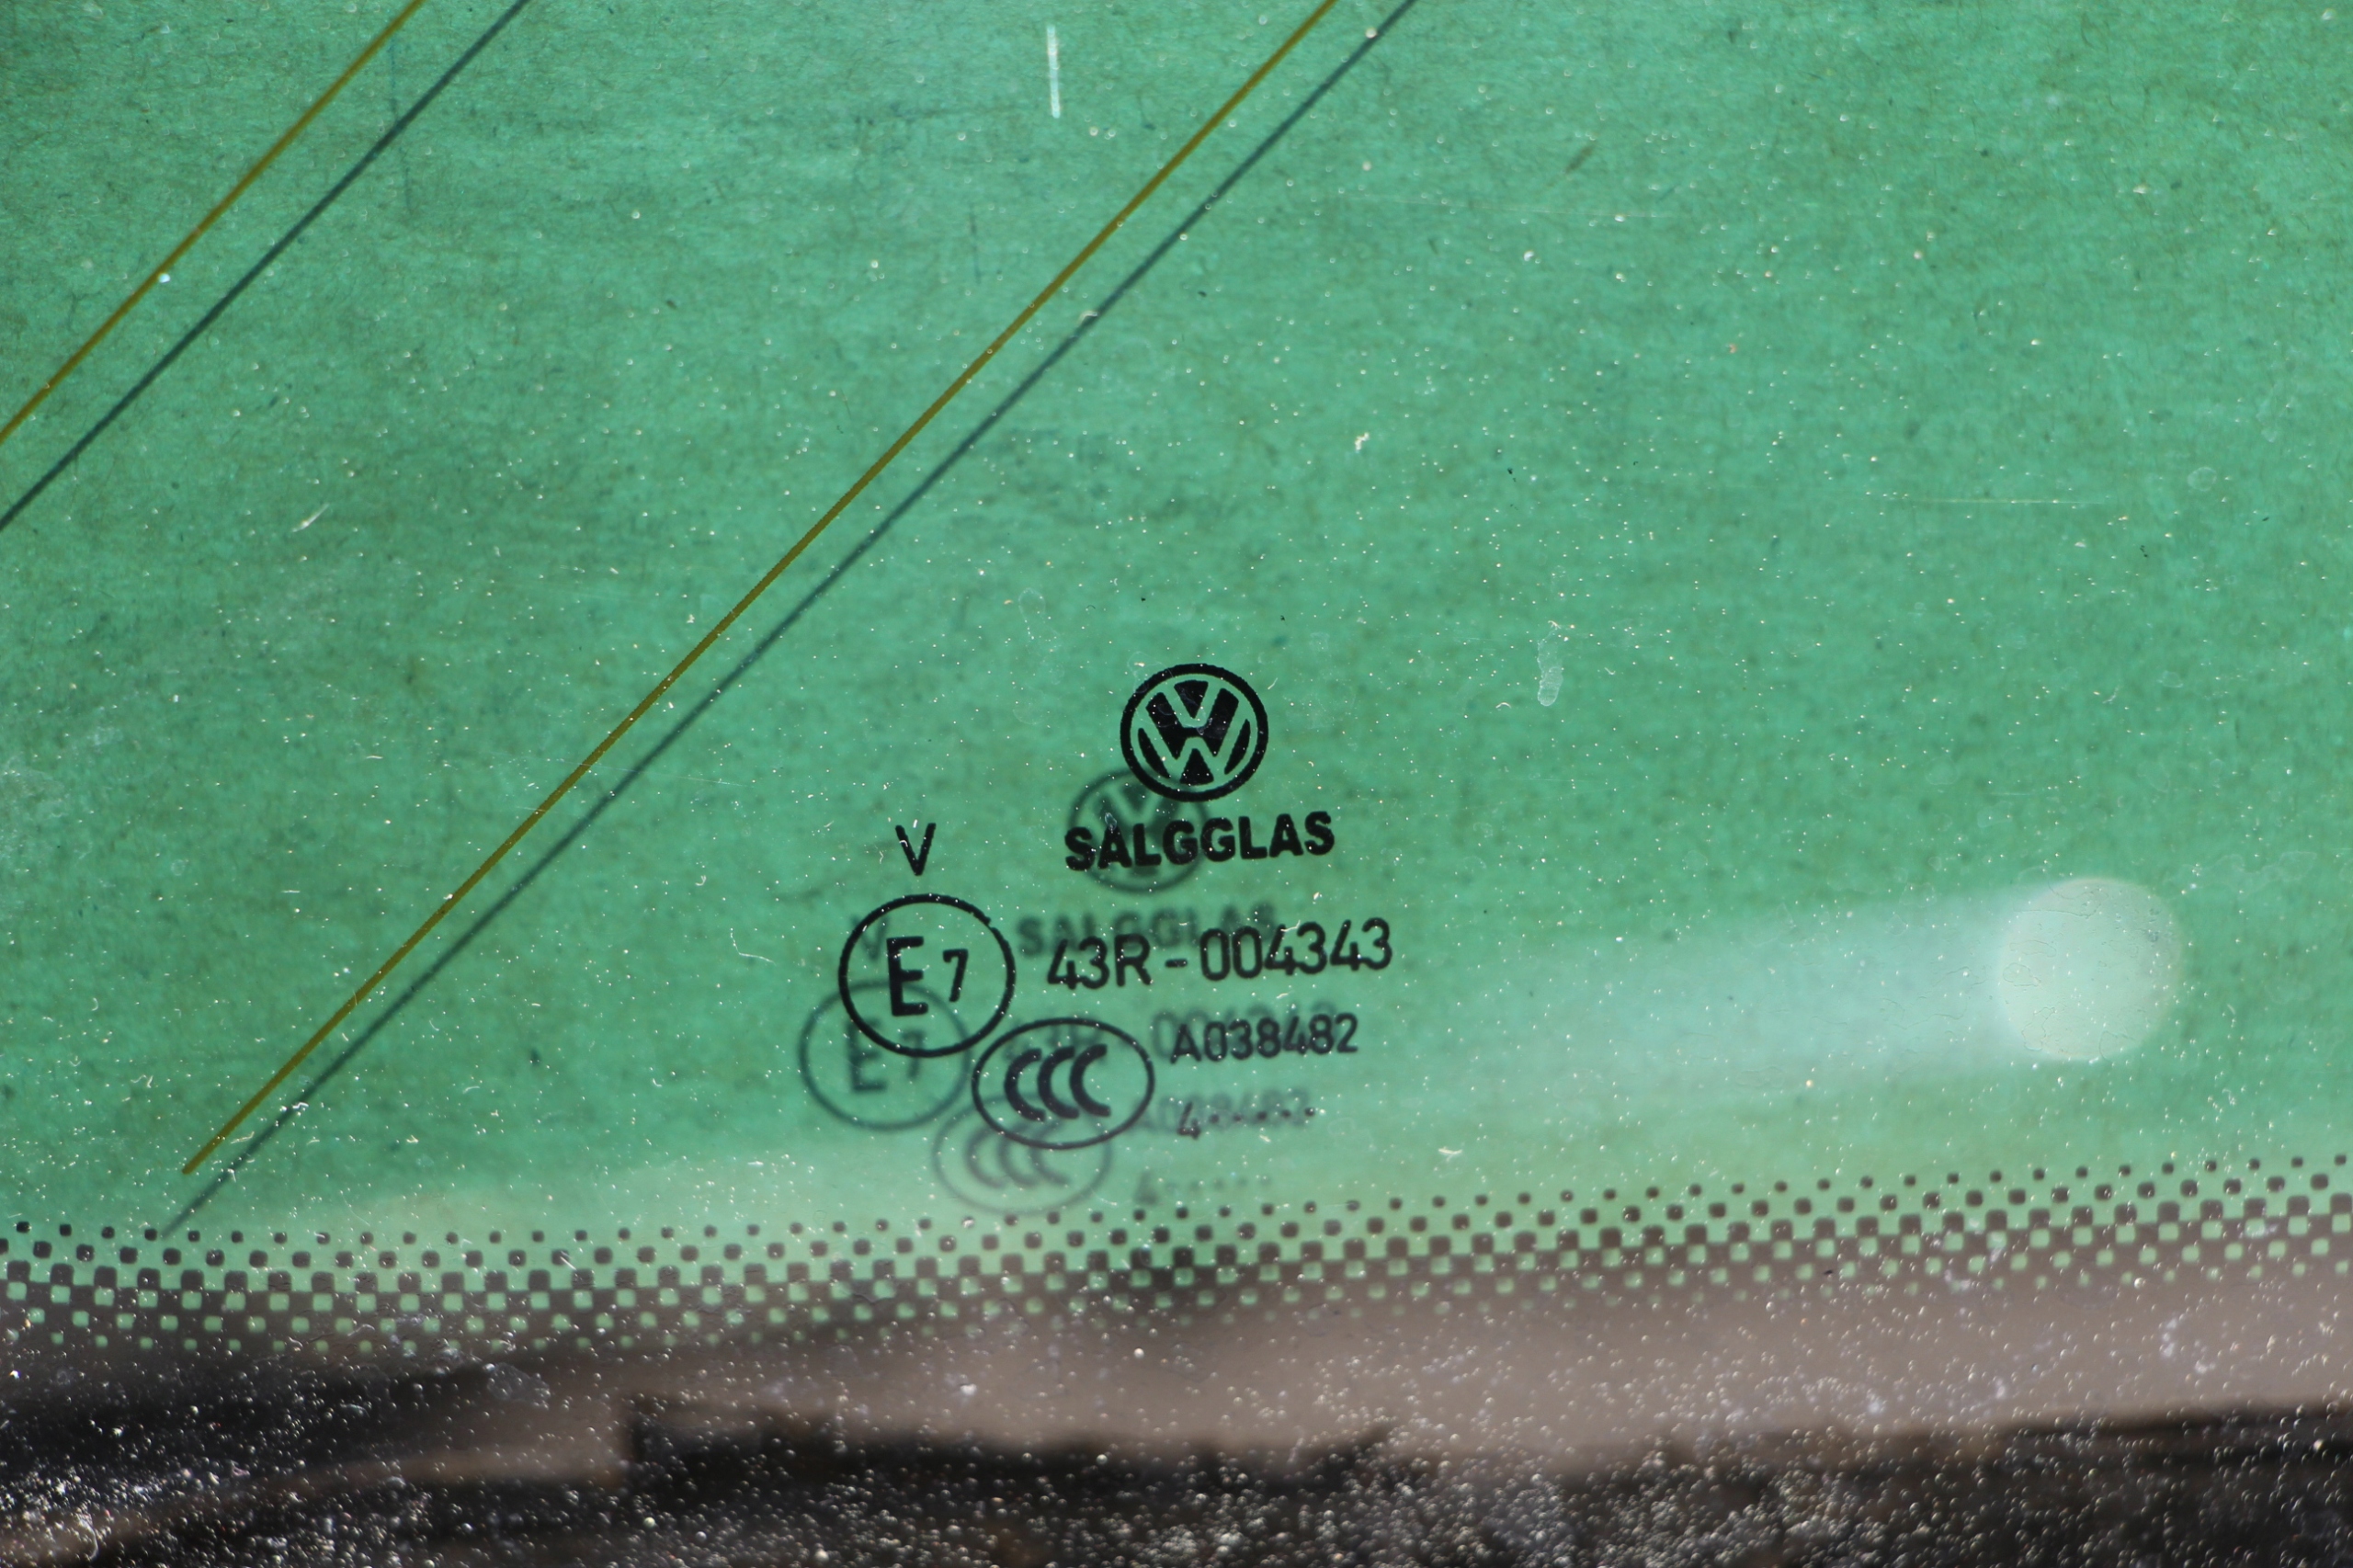 VW
V SALGGLAS
E7 43R-004343
CCC A038482
4